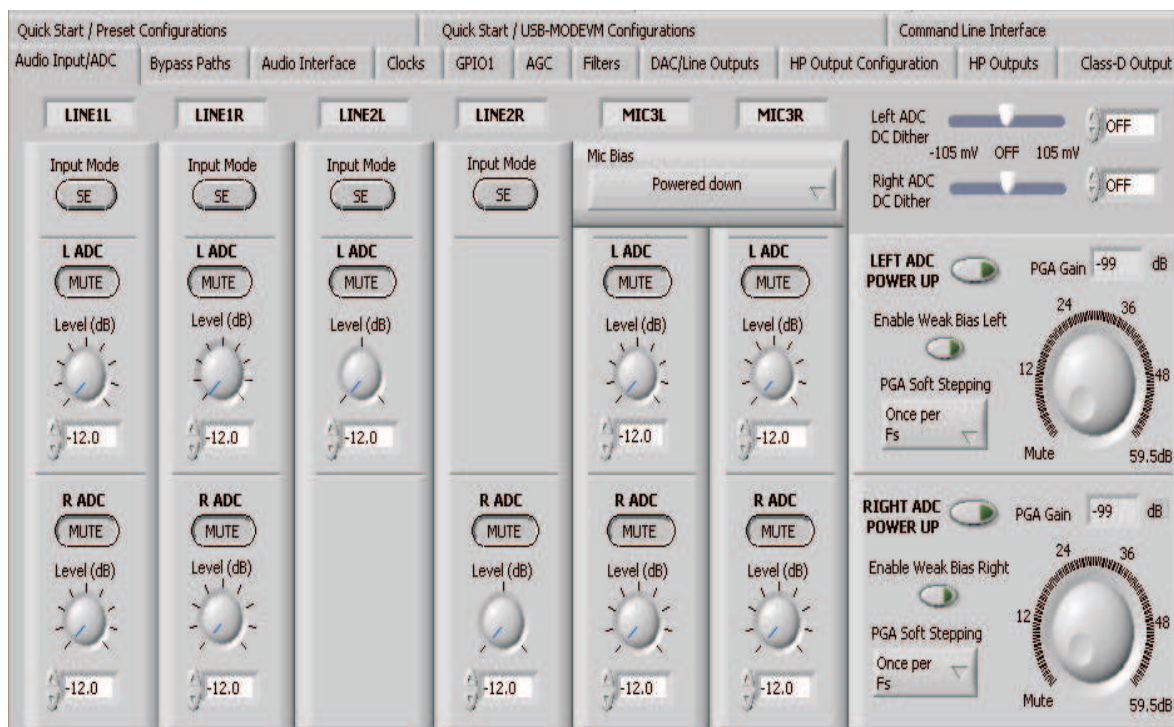 Quick Start / Preset Configurations Quick Start / USB-MODEVM Configurations Command Line Interface
Audio Input/ADC Bypass Paths Audio Interface Clocks GPIO1 AGC Filters DAC/Line Outputs HP Output Configuration HP Outputs Class-D Output
LINE1L LINE1R LINE2L LINE2R MIC3L MIC3R
Input Mode Input Mode Input Mode Input Mode
SE SE SE SE
Mic Bias
Powered down
Left ADC DC Dither
-105 mV OFF 105 mV
OFF
Right ADC DC Dither
OFF
L ADC L ADC L ADC L ADC L ADC
MUTE MUTE MUTE MUTE MUTE
Level (dB) Level (dB) Level (dB) Level (dB) Level (dB)
-12.0 -12.0 -12.0 -12.0 -12.0
LEFT ADC POWER UP
PGA Gain -99 dB
Enable Weak Bias Left
PGA Soft Stepping
Once per Fs
24 36
12 48
Mute 59.5dB
R ADC R ADC R ADC R ADC R ADC
MUTE MUTE MUTE MUTE MUTE
Level (dB) Level (dB) Level (dB) Level (dB) Level (dB)
-12.0 -12.0 -12.0 -12.0 -12.0
RIGHT ADC POWER UP
PGA Gain -99 dB
Enable Weak Bias Right
PGA Soft Stepping
Once per Fs
24 36
12 48
Mute 59.5dB